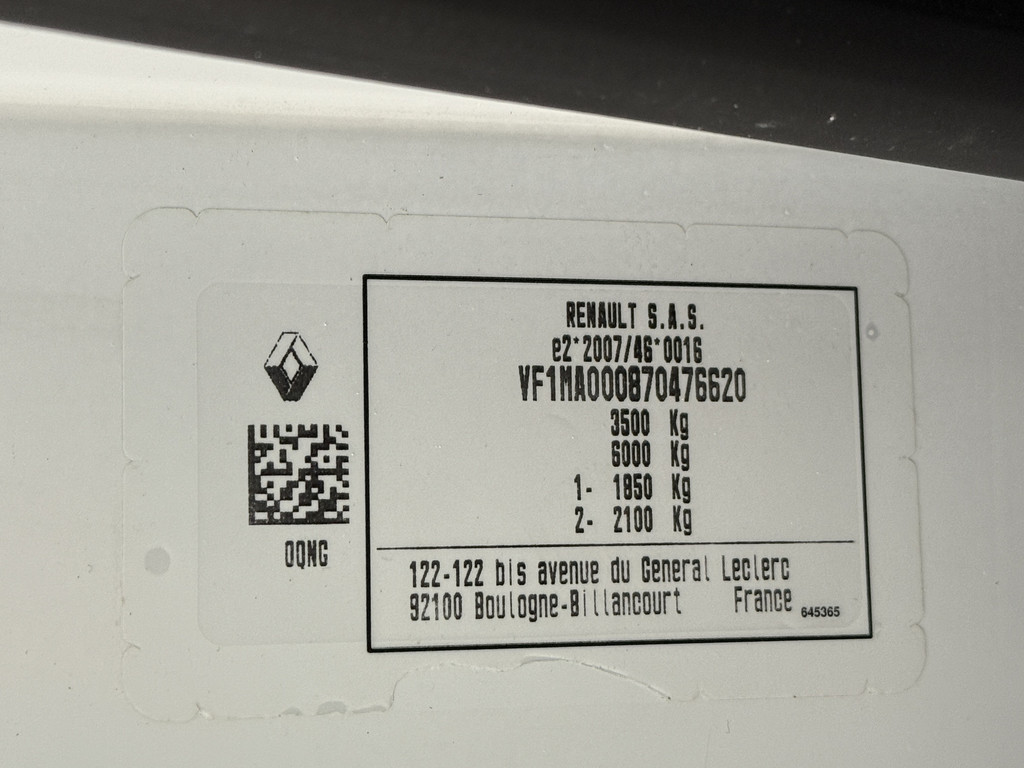 RENAULT S.A.S.
e2*2007/46*0016
VF1MA000870476620
3500 Kg
6000 Kg
1- 1850 Kg
2- 2100 Kg
OQNG
122-122 bis avenue du General Leclerc
92100 Boulogne-Billancourt France
645365